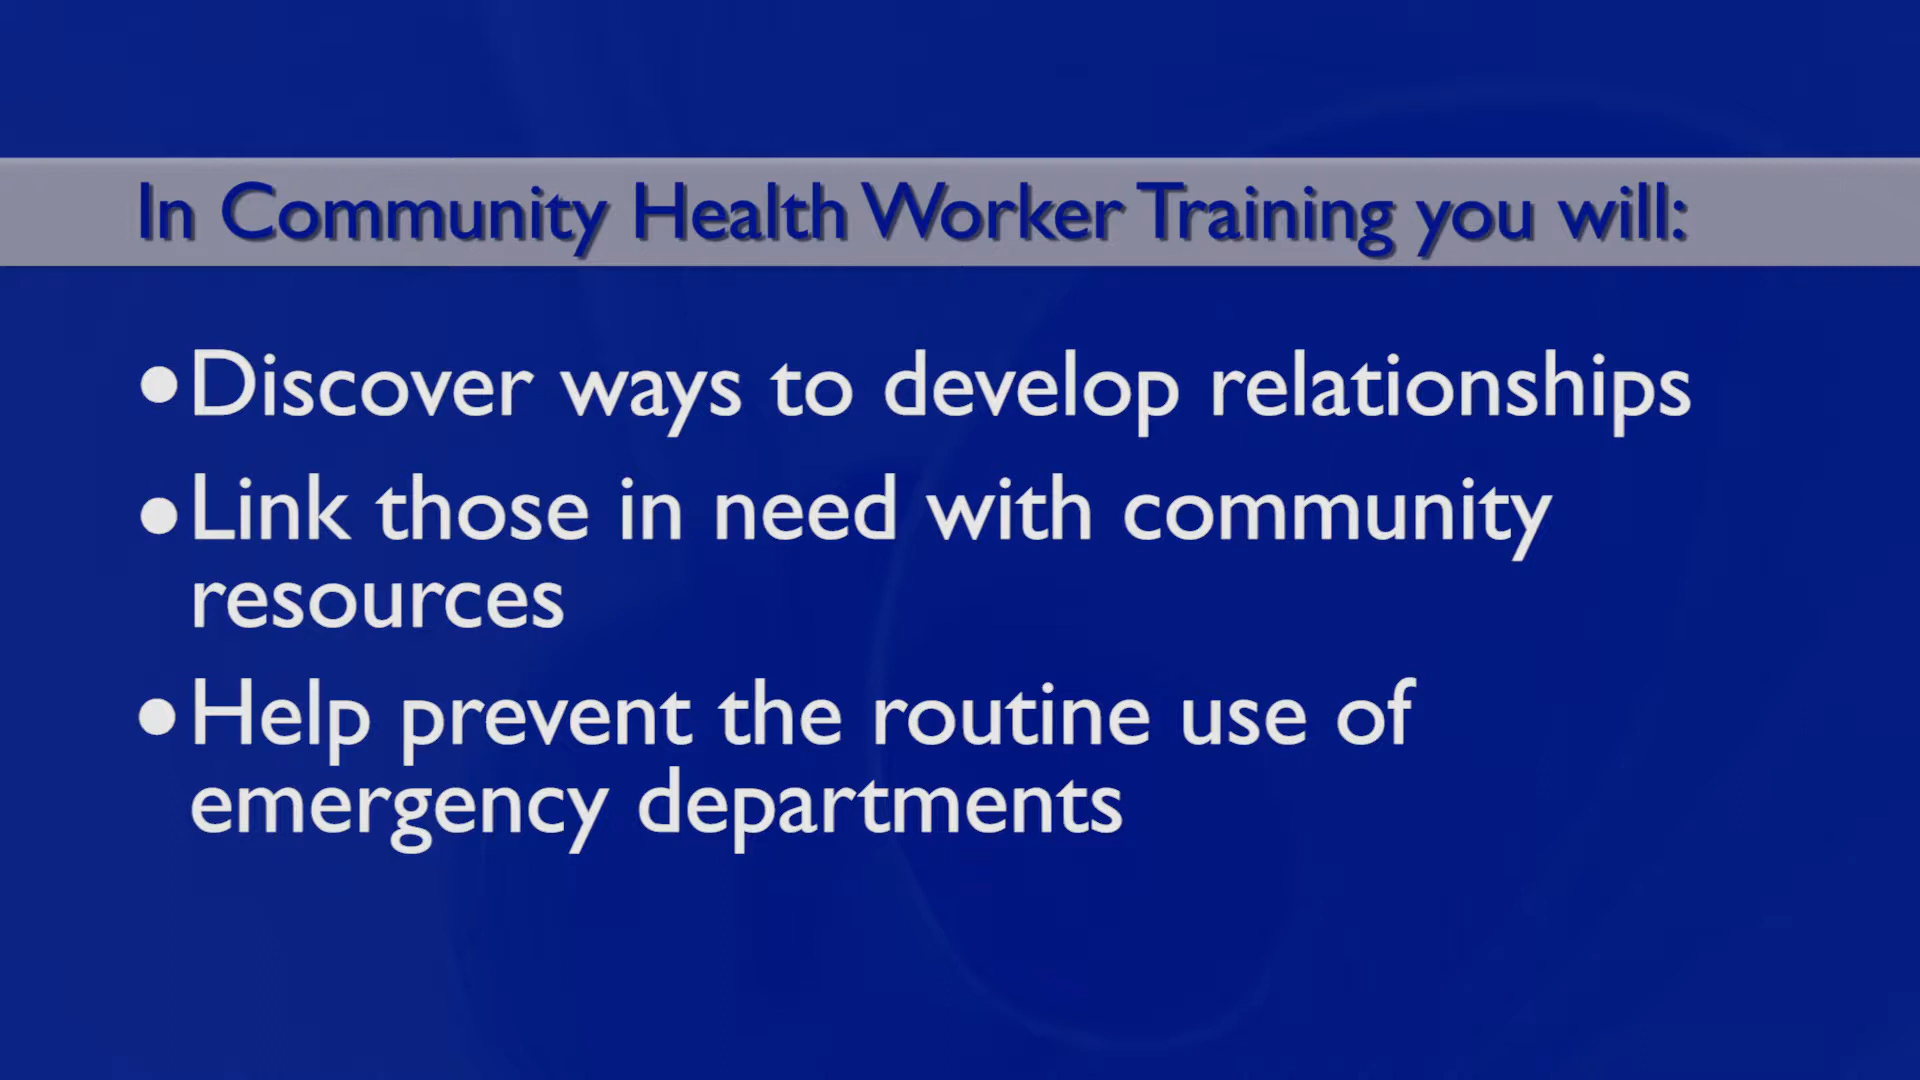 In Community Health Worker Training you will:
•Discover ways to develop relationships
•Link those in need with community
resources
•Help prevent the routine use of
emergency departments